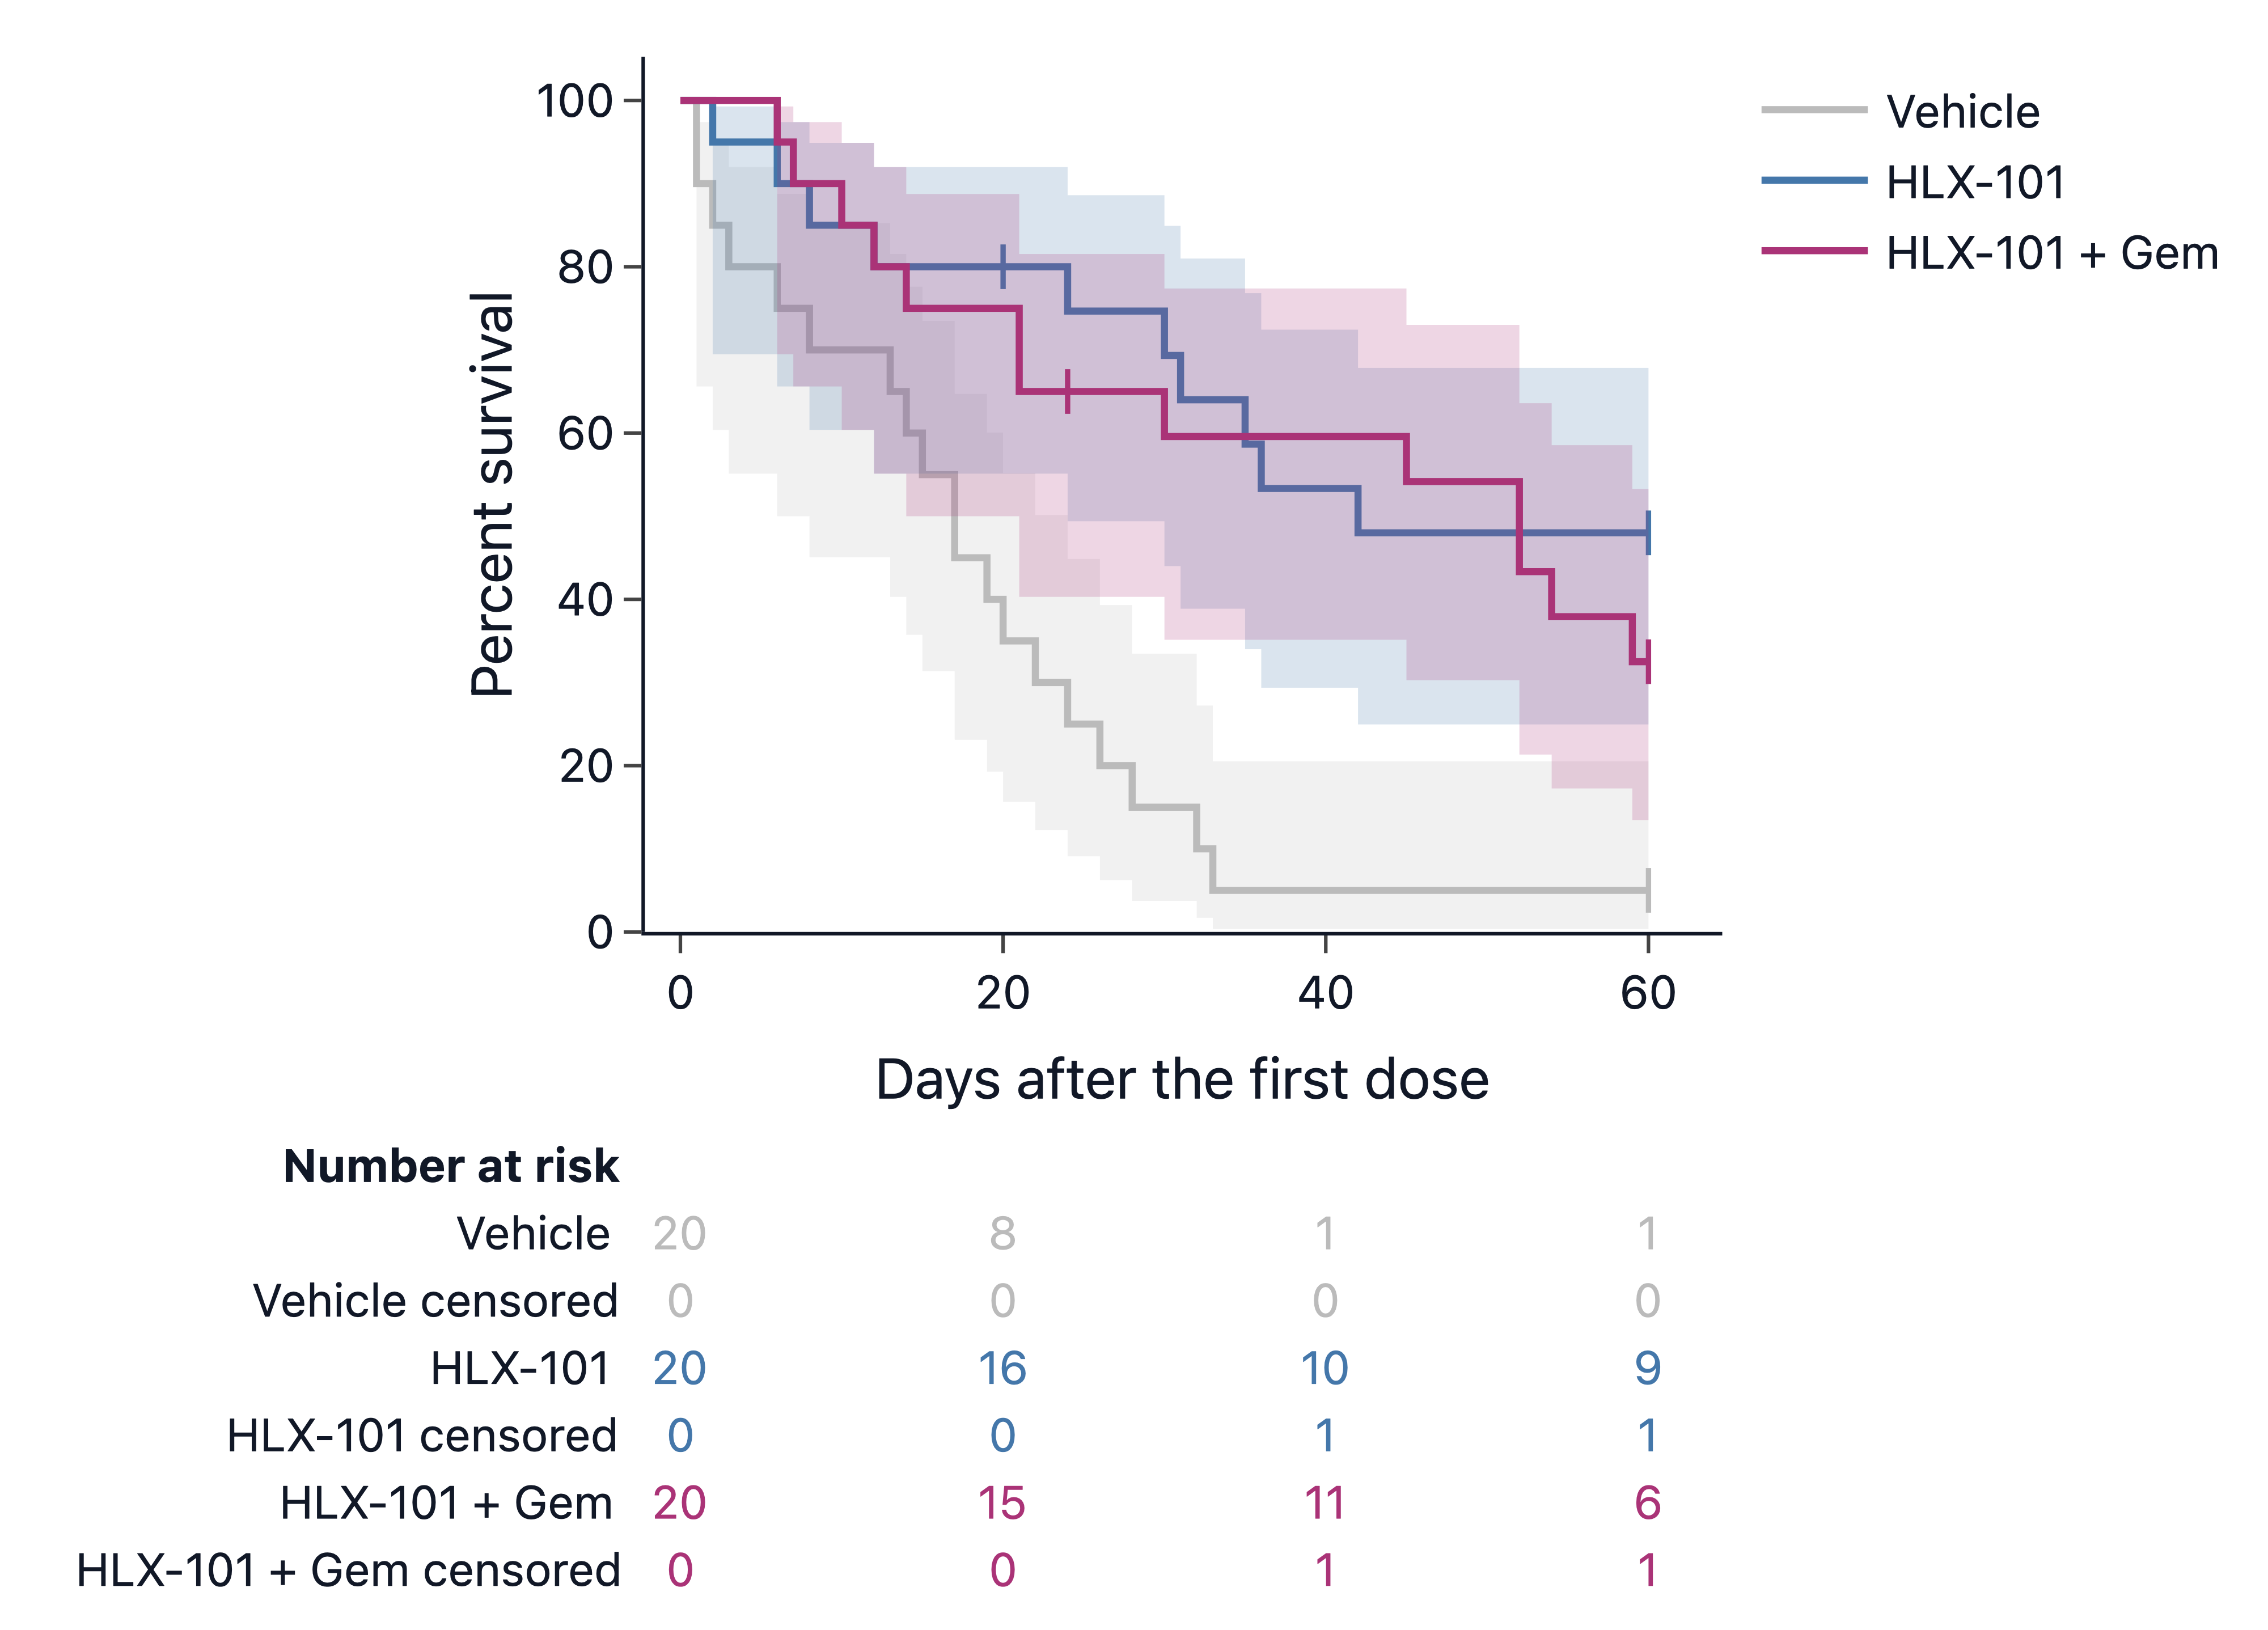 100
80
60
40
20
0
Percent survival
0 20 40 60
Days after the first dose
Vehicle
HLX-101
HLX-101 + Gem
Number at risk
Vehicle 20 8 1 1
Vehicle censored 0 0 0 0
HLX-101 20 16 10 9
HLX-101 censored 0 0 1 1
HLX-101 + Gem 20 15 11 6
HLX-101 + Gem censored 0 0 1 1